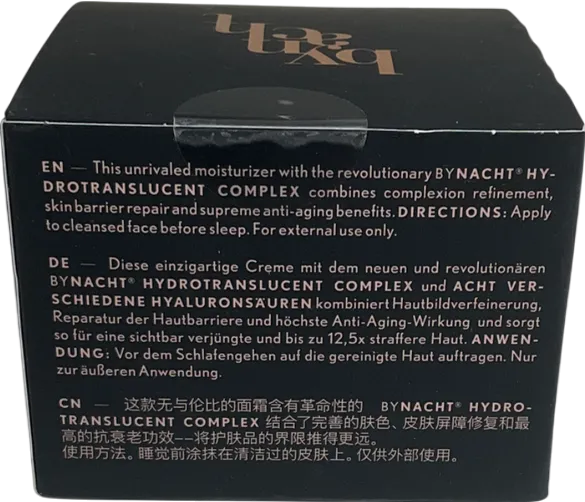 bynacht
EN — This unrivaled moisturizer with the revolutionary BYNACHT® HY-
DROTRANSLUCENT COMPLEX combines complexion refinement,
skin barrier repair and supreme anti-aging benefits. DIRECTIONS: Apply
to cleansed face before sleep. For external use only.
DE — Diese einzigartige Creme mit dem neuen und revolutionären
BYNACHT® HYDROTRANSLUCENT COMPLEX und ACHT VER-
SCHIEDENE HYALURONSÄUREN kombiniert Hautbildverfeinerung,
Reparatur der Hautbarriere und höchste Anti-Aging-Wirkung und sorgt
so für eine sichtbar verjüngte und bis zu 12,5x straffere Haut. ANWEN-
DUNG: Vor dem Schlafengehen auf die gereinigte Haut auftragen. Nur
zur äußeren Anwendung.
CN — 这款无与伦比的面霜含有革命性的 BYNACHT® HYDRO-
TRANSLUCENT COMPLEX 结合了完善的肤色、皮肤屏障修复和最
高的抗衰老功效--将护肤品的界限推得更远。
使用方法。睡觉前涂抹在清洁过的皮肤上。仅供外部使用。